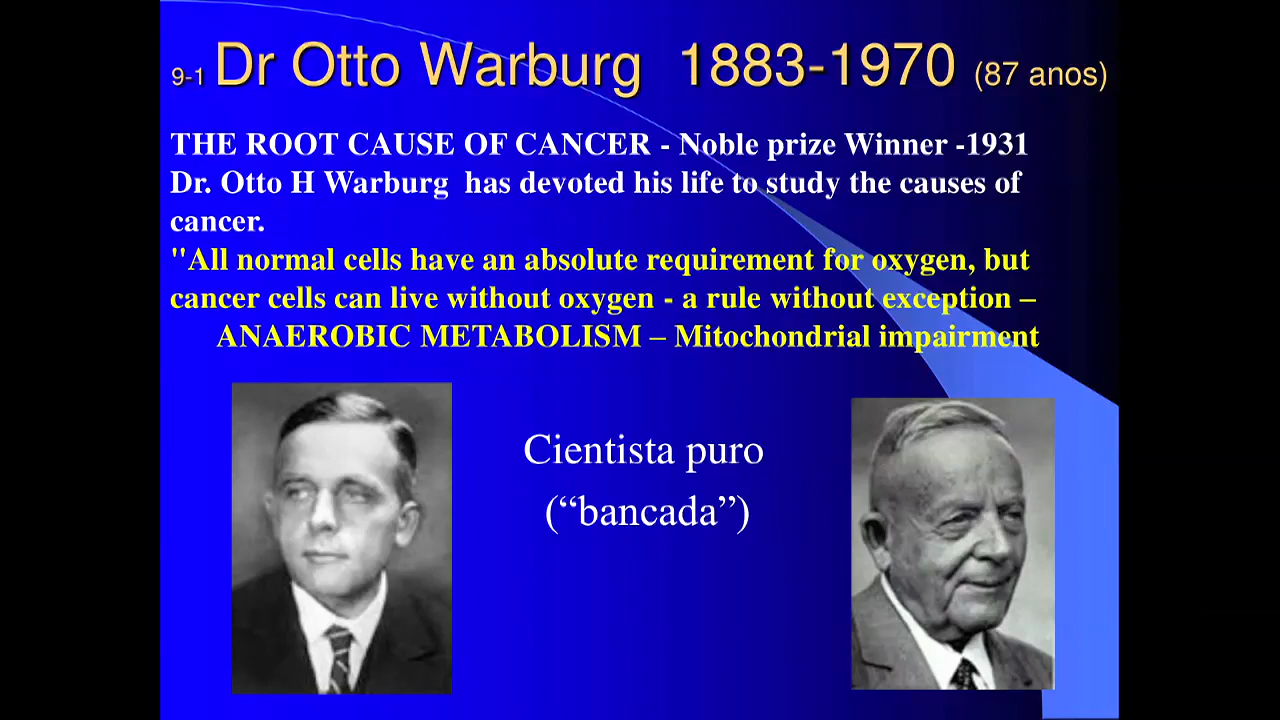 9-1 Dr Otto Warburg 1883-1970 (87 anos)
THE ROOT CAUSE OF CANCER - Noble prize Winner -1931
Dr. Otto H Warburg has devoted his life to study the causes of
cancer.
"All normal cells have an absolute requirement for oxygen, but
cancer cells can live without oxygen - a rule without exception –
ANAEROBIC METABOLISM – Mitochondrial impairment
Cientista puro
(“bancada”)